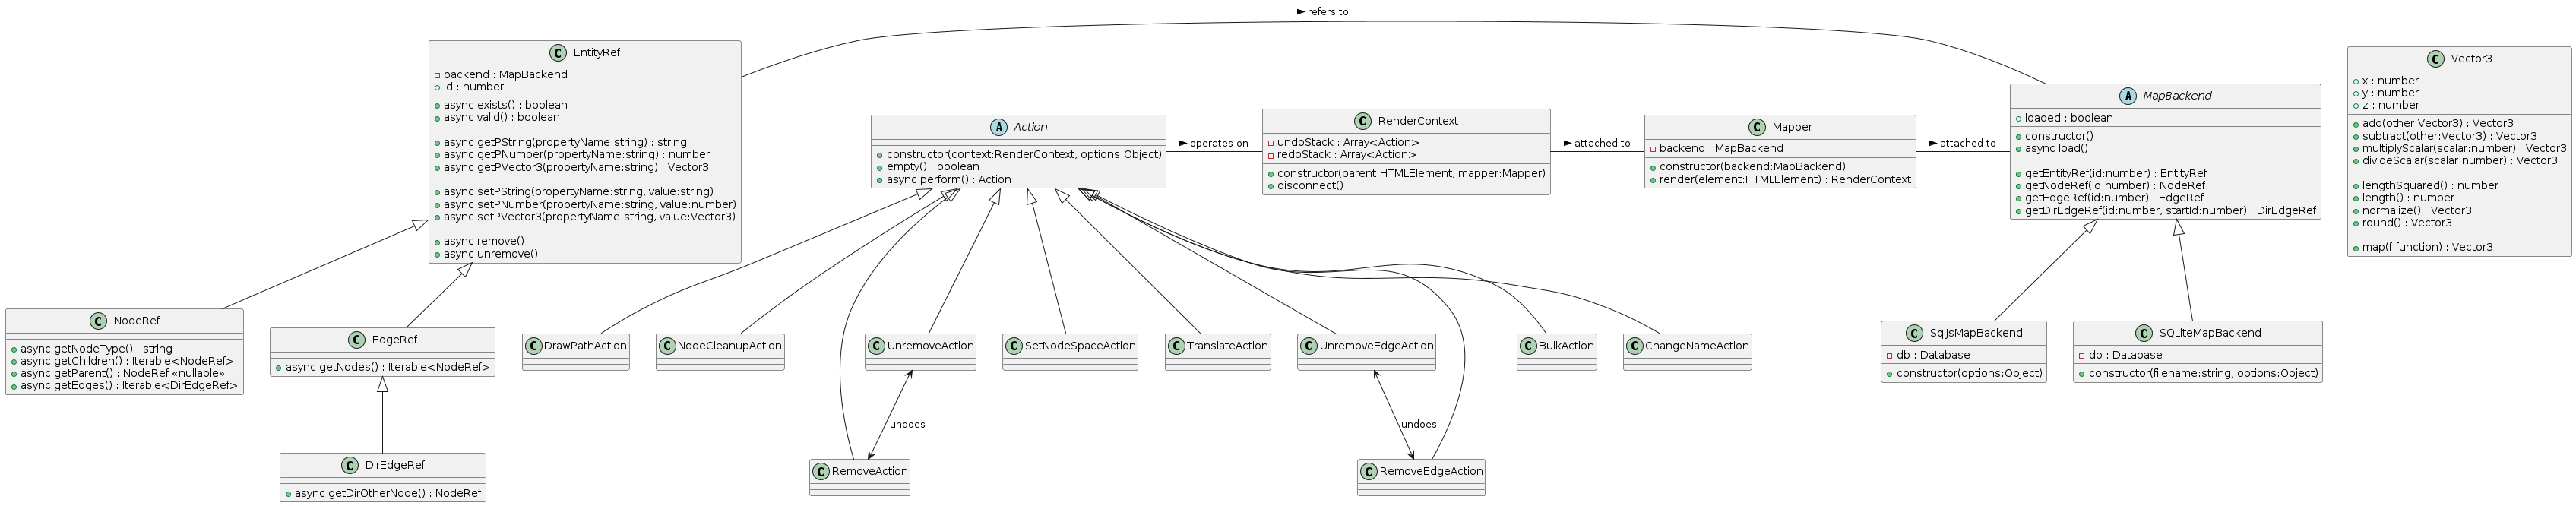 refers to
EntityRef
backend : MapBackend
id : number
async exists() : boolean
async valid() : boolean
async getPString(propertyName:string) : string
async getPNumber(propertyName:string) : number
async getPVector3(propertyName:string) : Vector3
async setPString(propertyName:string, value:string)
async setPNumber(propertyName:string, value:number)
async setPVector3(propertyName:string, value:Vector3)
async remove()
async unremove()
Action
constructor(context:RenderContext, options:Object)
empty() : boolean
async perform() : Action
operates on
RenderContext
undoStack : Array<Action>
redoStack : Array<Action>
constructor(parent:HTMLElement, mapper:Mapper)
disconnect()
attached to
Mapper
backend : MapBackend
constructor(backend:MapBackend)
render(element:HTMLElement) : RenderContext
attached to
MapBackend
loaded : boolean
constructor()
async load()
getEntityRef(id:number) : EntityRef
getNodeRef(id:number) : NodeRef
getEdgeRef(id:number) : EdgeRef
getDirEdgeRef(id:number, startId:number) : DirEdgeRef
Vector3
x : number
y : number
z : number
add(other:Vector3) : Vector3
subtract(other:Vector3) : Vector3
multiplyScalar(scalar:number) : Vector3
divideScalar(scalar:number) : Vector3
lengthSquared() : number
length() : number
normalize() : Vector3
round() : Vector3
map(f:function) : Vector3
NodeRef
async getNodeType() : string
async getChildren() : Iterable<NodeRef>
async getParent() : NodeRef «nullable»
async getEdges() : Iterable<DirEdgeRef>
EdgeRef
async getNodes() : Iterable<NodeRef>
DrawPathAction
NodeCleanupAction
UnremoveAction
SetNodeSpaceAction
TranslateAction
UnremoveEdgeAction
BulkAction
ChangeNameAction
SqlJsMapBackend
db : Database
constructor(options:Object)
SQLiteMapBackend
db : Database
constructor(filename:string, options:Object)
undoes
undoes
DirEdgeRef
async getDirOtherNode() : NodeRef
RemoveAction
RemoveEdgeAction